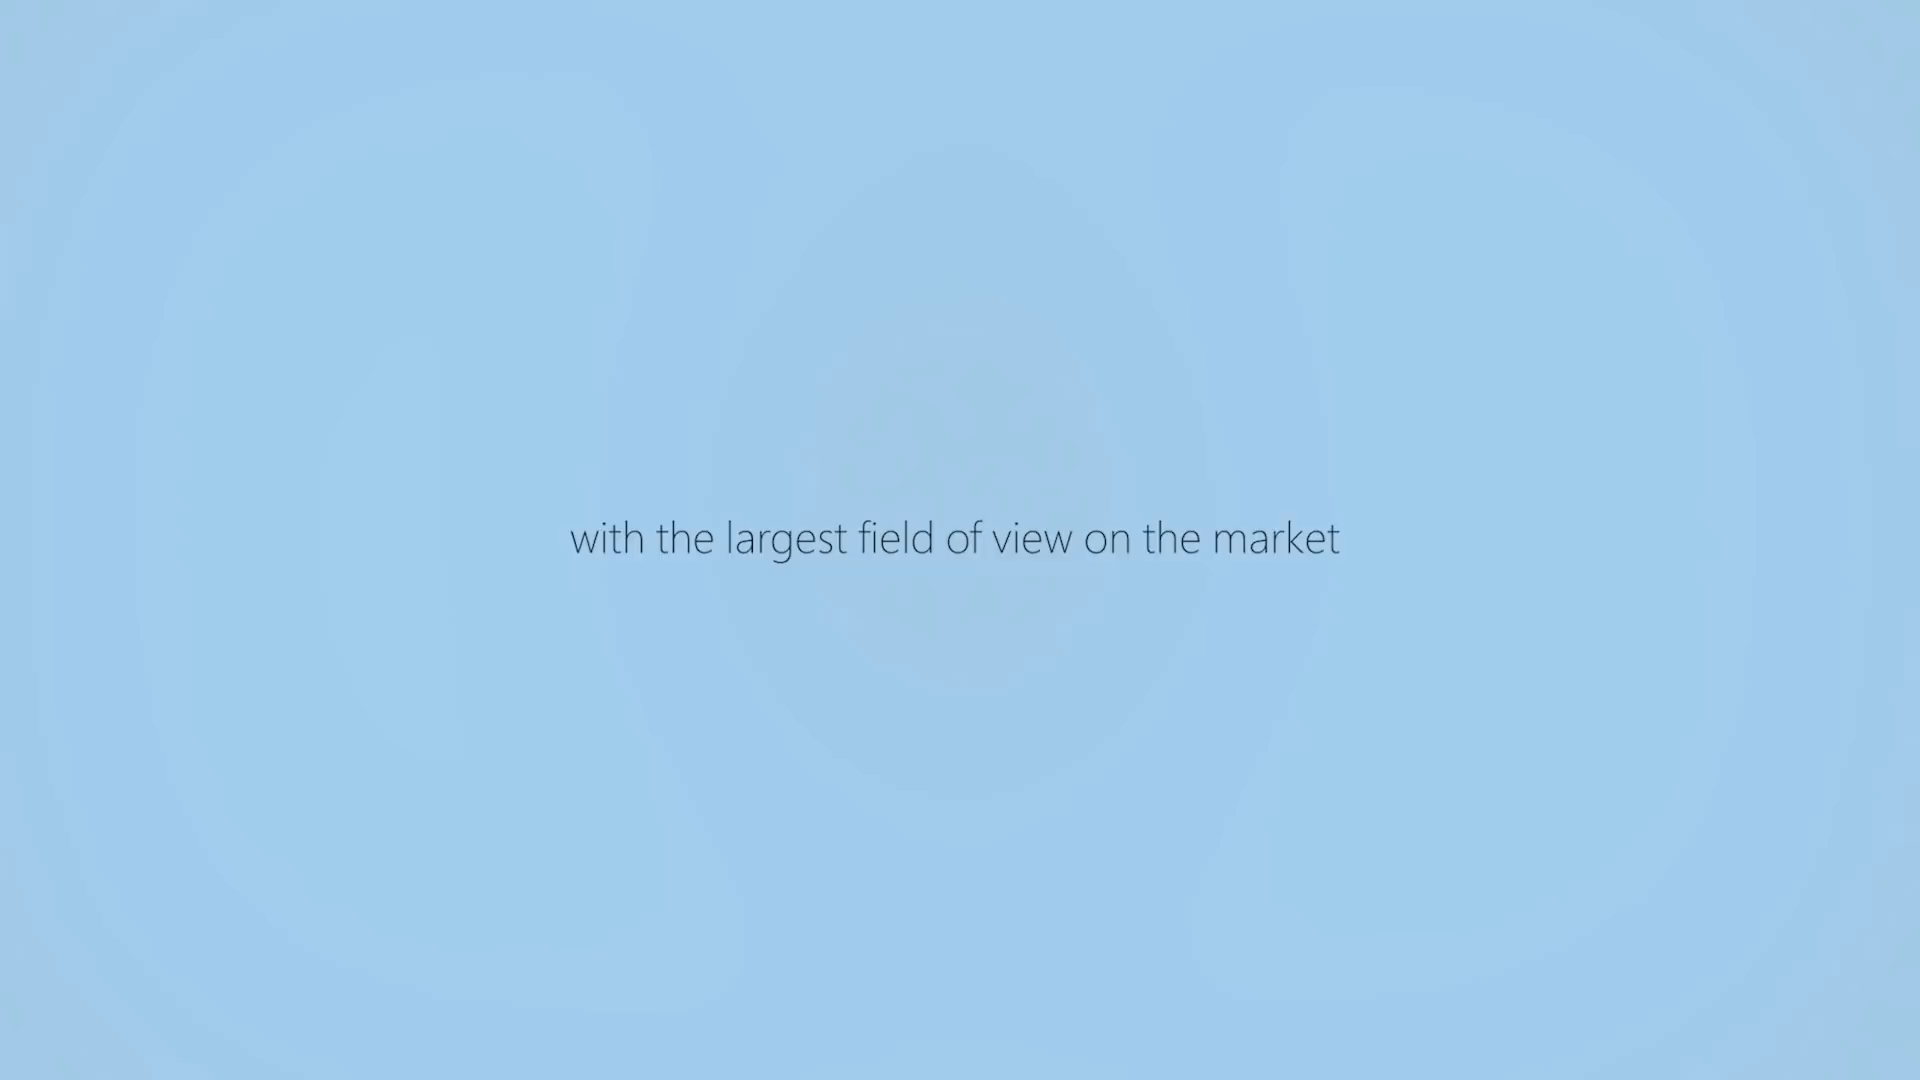 with the largest field of view on the market